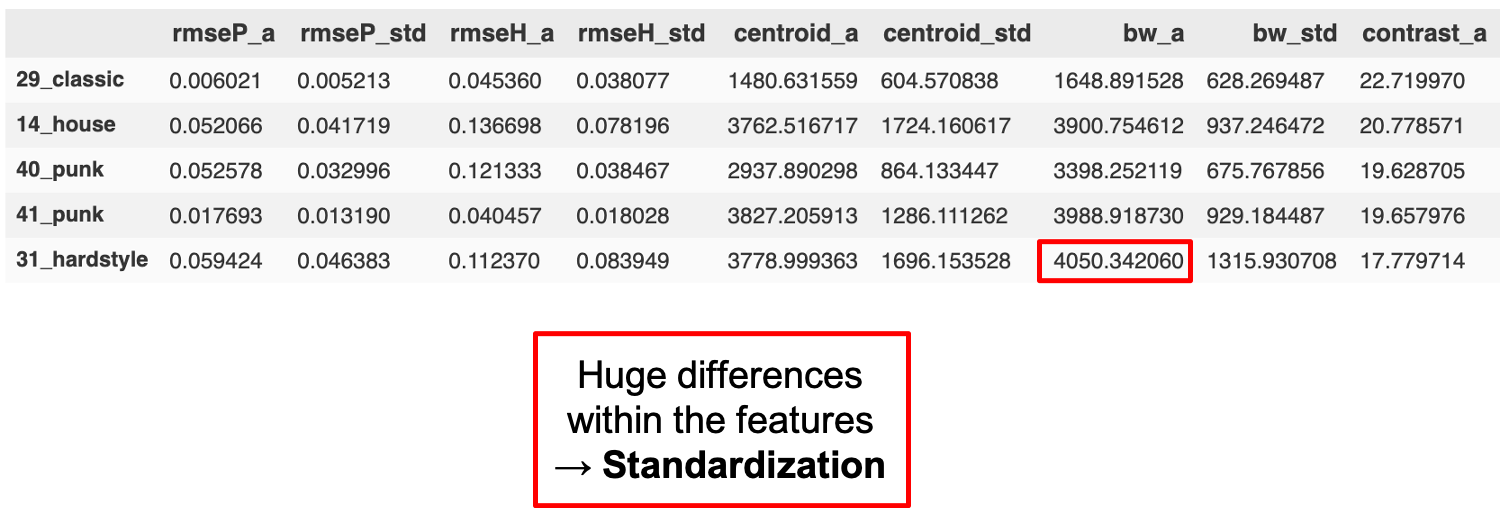 rmseP_a rmseP_std rmseH_a rmseH_std centroid_a centroid_std bw_a bw_std contrast_a
29_classic 0.006021 0.005213 0.045360 0.038077 1480.631559 604.570838 1648.891528 628.269487 22.719970
14_house 0.052066 0.041719 0.136698 0.078196 3762.516717 1724.160617 3900.754612 937.246472 20.778571
40_punk 0.052578 0.032996 0.121333 0.038467 2937.890298 864.133447 3398.252119 675.767856 19.628705
41_punk 0.017693 0.013190 0.040457 0.018028 3827.205913 1286.111262 3988.918730 929.184487 19.657976
31_hardstyle 0.059424 0.046383 0.112370 0.083949 3778.999363 1696.153528 4050.342060 1315.930708 17.779714
Huge differences
within the features
→ Standardization